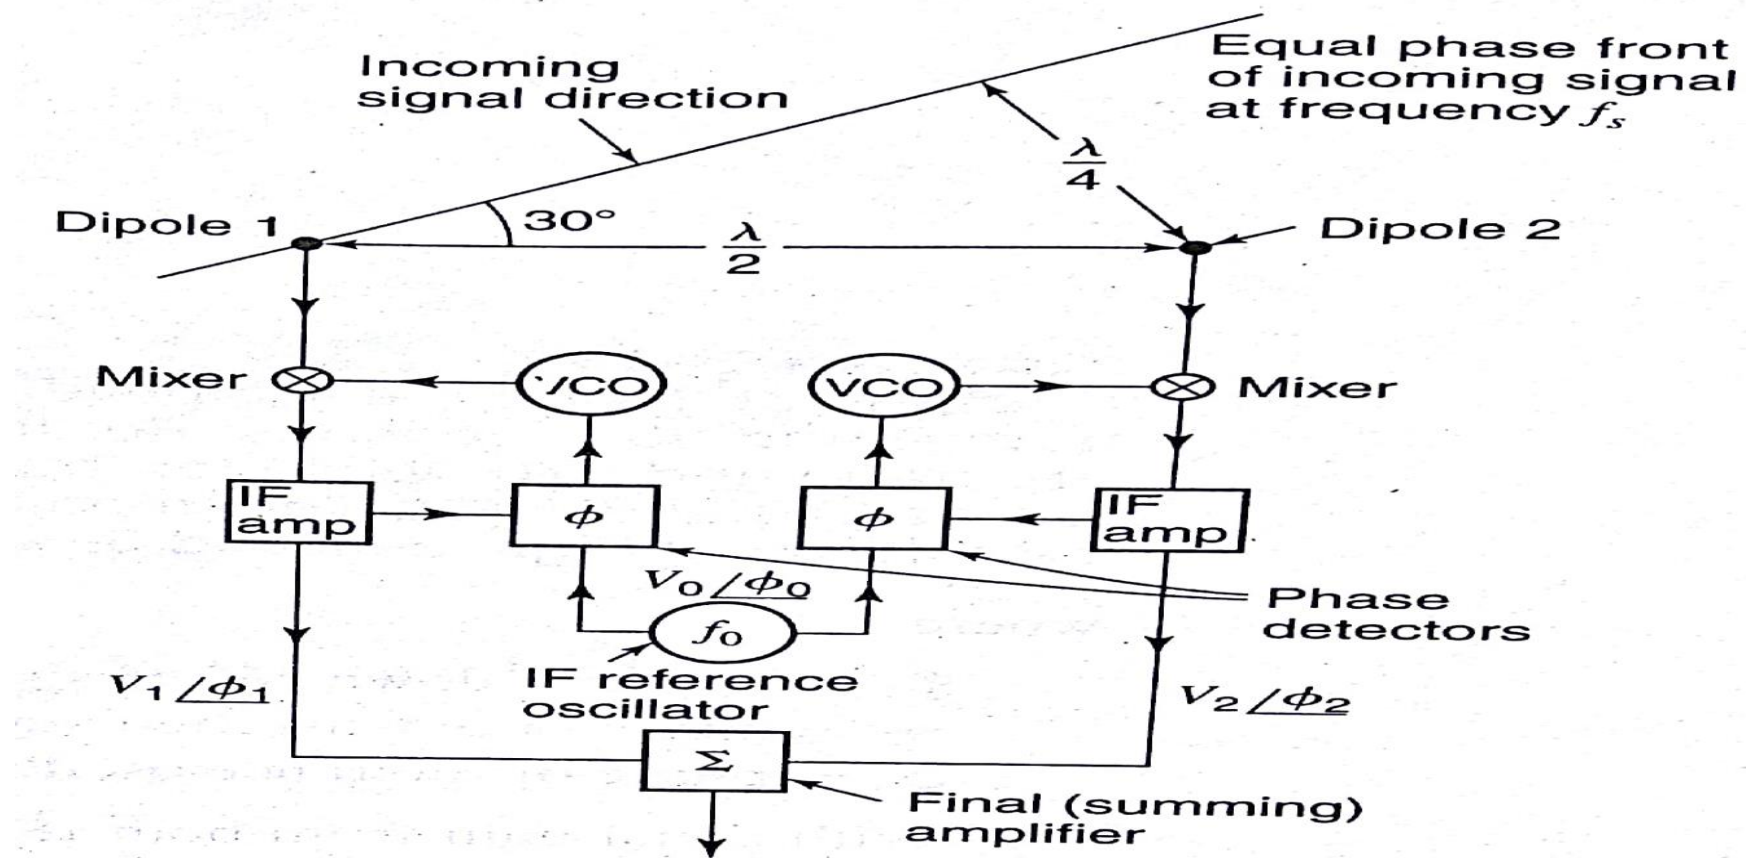 Incoming
signal direction
Equal phase front
of incoming signal
at frequency fₛ
λ/4
Dipole 1
30°
λ/2
Dipole 2
Mixer
VCO
VCO
Mixer
IF
amp
ϕ
ϕ
IF
amp
V₀/ϕ₀
f₀
Phase
detectors
IF reference
oscillator
V₁/ϕ₁
V₂/ϕ₂
Σ
Final (summing)
amplifier